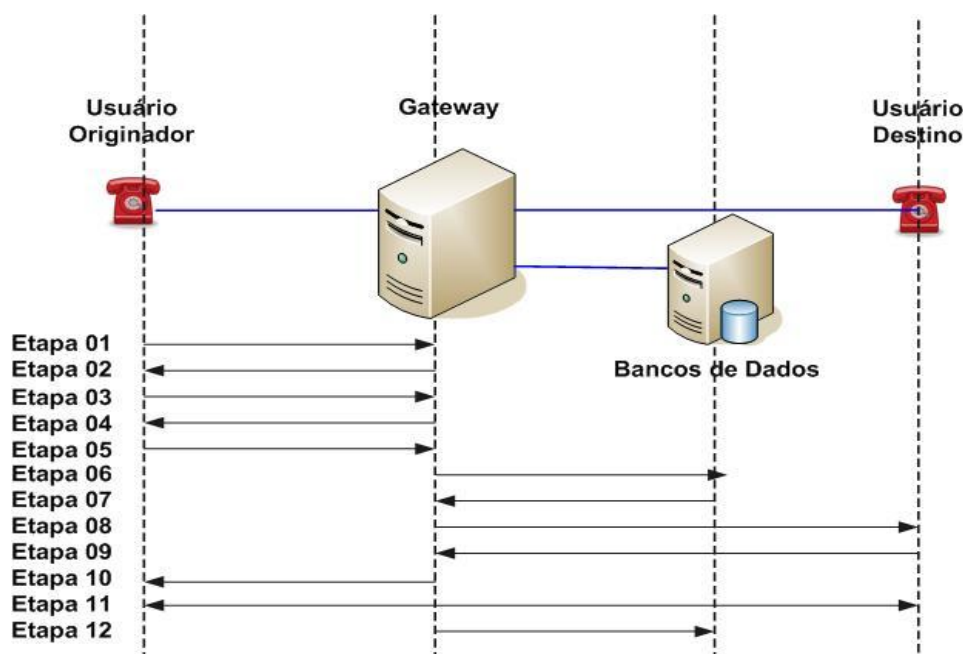 Usuário
Originador
Gateway
Usuário
Destino
Bancos de Dados
Etapa 01
Etapa 02
Etapa 03
Etapa 04
Etapa 05
Etapa 06
Etapa 07
Etapa 08
Etapa 09
Etapa 10
Etapa 11
Etapa 12